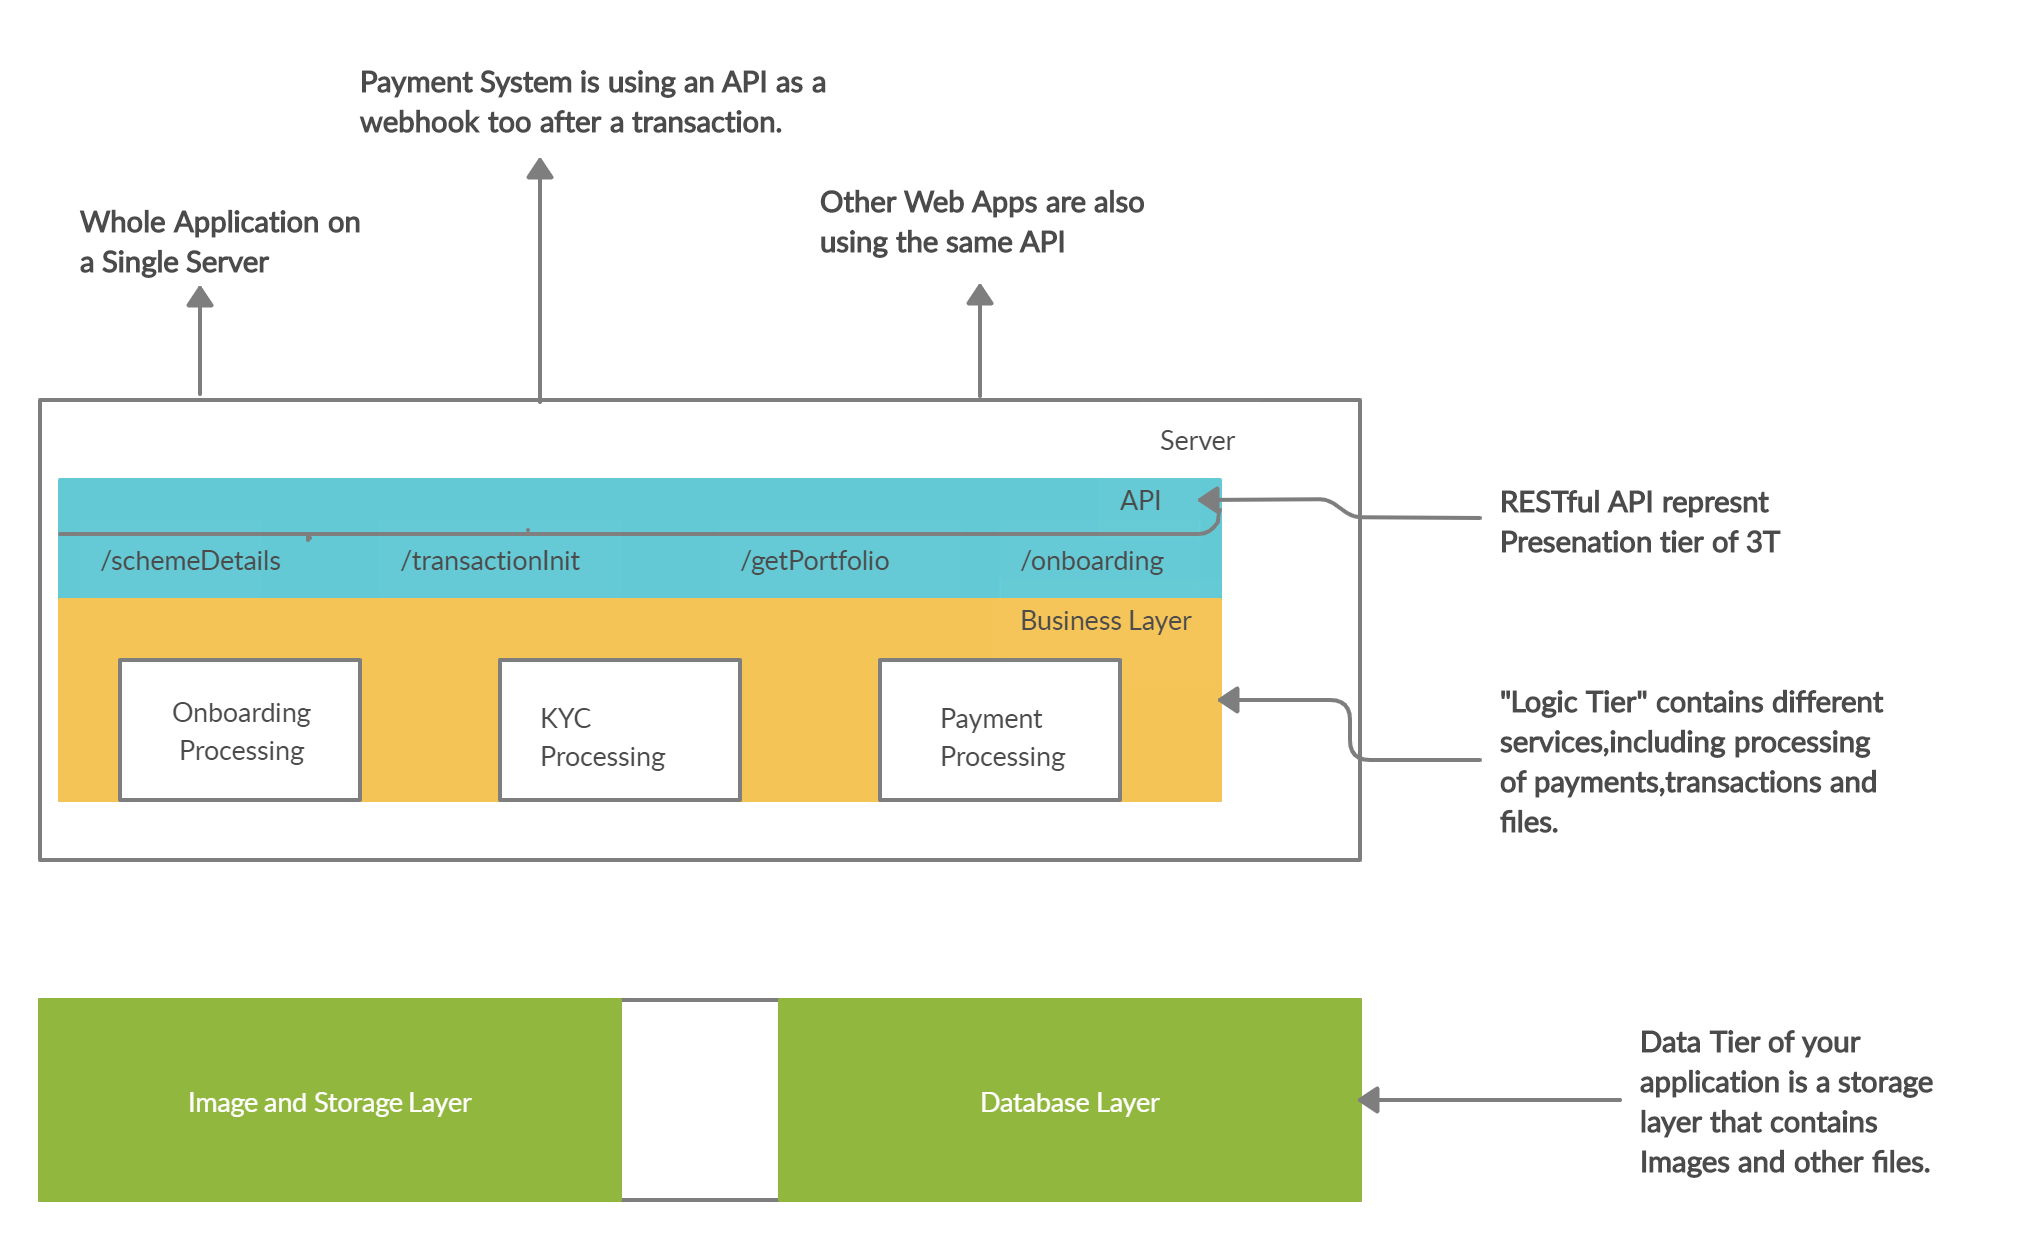 Payment System is using an API as a
webhook too after a transaction.
Whole Application on
a Single Server
Other Web Apps are also
using the same API
Server
API
/schemeDetails
/transactionInit
/getPortfolio
/onboarding
RESTful API represnt
Presenation tier of 3T
Business Layer
Onboarding
Processing
KYC
Processing
Payment
Processing
"Logic Tier" contains different
services,including processing
of payments,transactions and
files.
Image and Storage Layer
Database Layer
Data Tier of your
application is a storage
layer that contains
Images and other files.